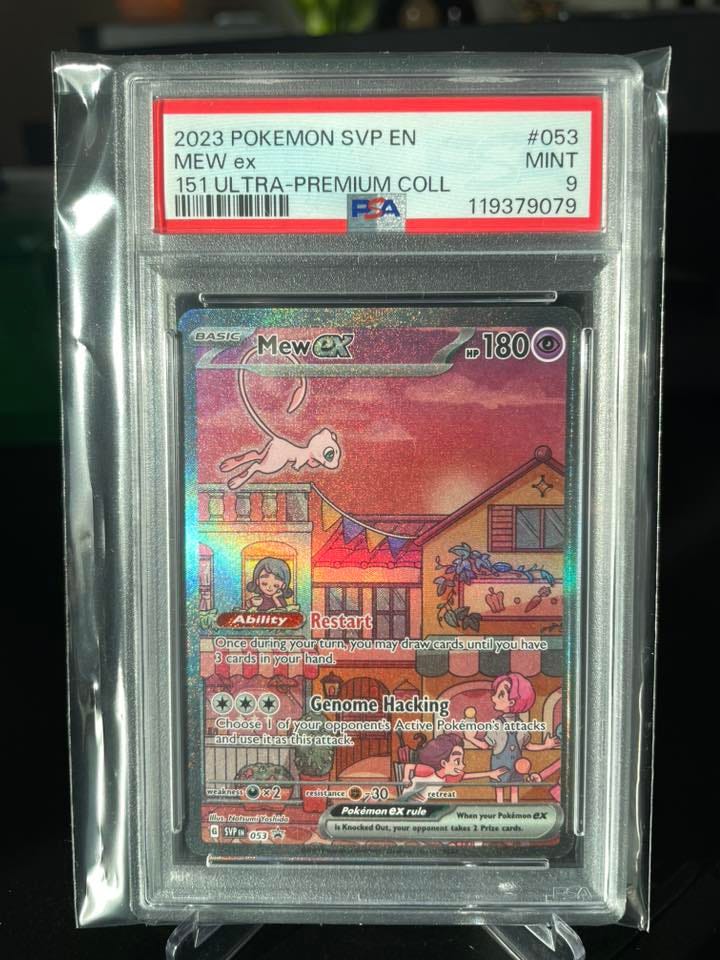 2023 POKEMON SVP EN #053
MEW ex MINT
151 ULTRA-PREMIUM COLL 9
PSA 119379079
BASIC Mew ex HP 180
Ability Restart
Once during your turn, you may draw cards until you have
3 cards in your hand.
Genome Hacking
Choose 1 of your opponent's Active Pokémon's attacks
and use it as this attack.
weakness ×2 resistance -30 retreat
Pokémon ex rule When your Pokémon ex
is Knocked Out, your opponent takes 2 Prize cards.
Illus. Natsumi Yoshida
G SVP EN 053
PSA